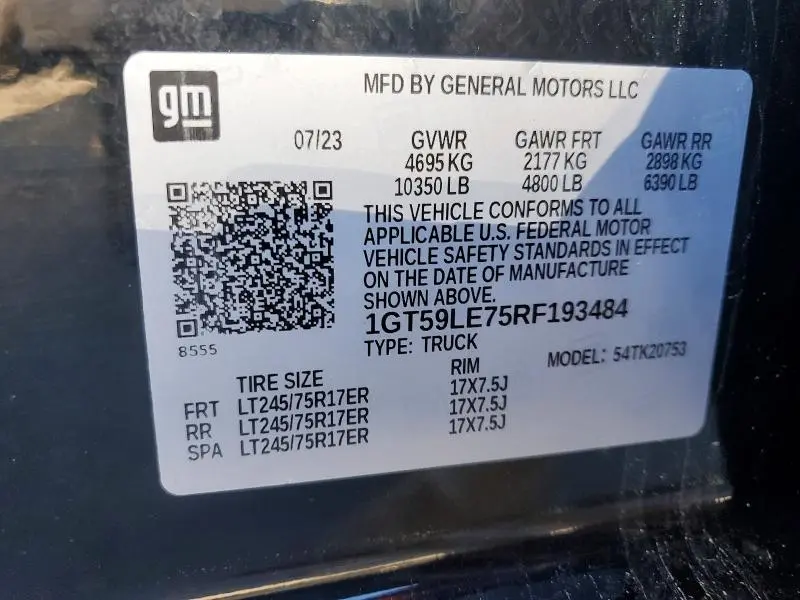 gm
MFD BY GENERAL MOTORS LLC
07/23 GVWR GAWR FRT GAWR RR
4695 KG 2177 KG 2898 KG
10350 LB 4800 LB 6390 LB
THIS VEHICLE CONFORMS TO ALL
APPLICABLE U.S. FEDERAL MOTOR
VEHICLE SAFETY STANDARDS IN EFFECT
ON THE DATE OF MANUFACTURE
SHOWN ABOVE.
1GT59LE75RF193484
8555
TYPE: TRUCK MODEL: 54TK20753
TIRE SIZE RIM
FRT LT245/75R17ER 17X7.5J
RR LT245/75R17ER 17X7.5J
SPA LT245/75R17ER 17X7.5J